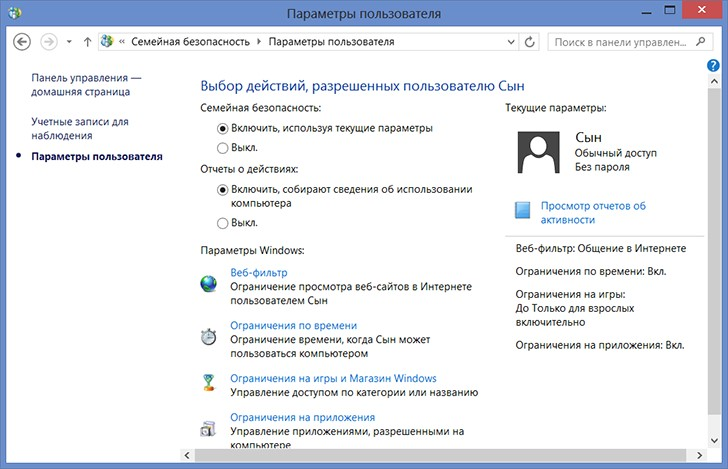 Параметры пользователя
Семейная безопасность
Параметры пользователя
Поиск в панели управлен...
Панель управления —
домашняя страница
Учетные записи для
наблюдения
Параметры пользователя
Выбор действий, разрешенных пользователю Сын
Семейная безопасность:
Включить, используя текущие параметры
Выкл.
Отчеты о действиях:
Включить, собирают сведения об использовании
компьютера
Выкл.
Параметры Windows:
Веб-фильтр
Ограничение просмотра веб-сайтов в Интернете
пользователем Сын
Ограничения по времени
Ограничение времени, когда Сын может
пользоваться компьютером
Ограничения на игры и Магазин Windows
Управление доступом по категории или названию
Ограничения на приложения
Управление приложениями, разрешенными на
компьютере
Текущие параметры:
Сын
Обычный доступ
Без пароля
Просмотр отчетов об
активности
Веб-фильтр: Общение в Интернете
Ограничения по времени: Вкл.
Ограничения на игры:
До Только для взрослых
включительно
Ограничения на приложения: Вкл.